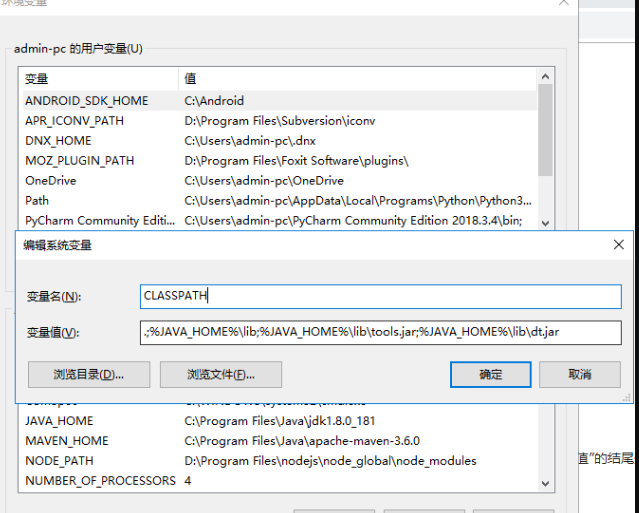 环境变量
admin-pc 的用户变量(U)
变量 值
ANDROID_SDK_HOME C:\Android
APR_ICONV_PATH D:\Program Files\Subversion\iconv
DNX_HOME C:\Users\admin-pc\.dnx
MOZ_PLUGIN_PATH D:\Program Files\Foxit Software\plugins\
OneDrive C:\Users\admin-pc\OneDrive
Path C:\Users\admin-pc\AppData\Local\Programs\Python\Python3...
PyCharm Community Editi... C:\Users\admin-pc\PyCharm Community Edition 2018.3.4\bin;
编辑系统变量
变量名(N): CLASSPATH
变量值(V): .;%JAVA_HOME%\lib;%JAVA_HOME%\lib\tools.jar;%JAVA_HOME%\lib\dt.jar
浏览目录(D)... 浏览文件(F)... 确定 取消
JAVA_HOME C:\Program Files\Java\jdk1.8.0_181
MAVEN_HOME C:\Program Files\Java\apache-maven-3.6.0
NODE_PATH D:\Program Files\nodejs\node_global\node_modules
值”的结尾
NUMBER_OF_PROCESSORS 4